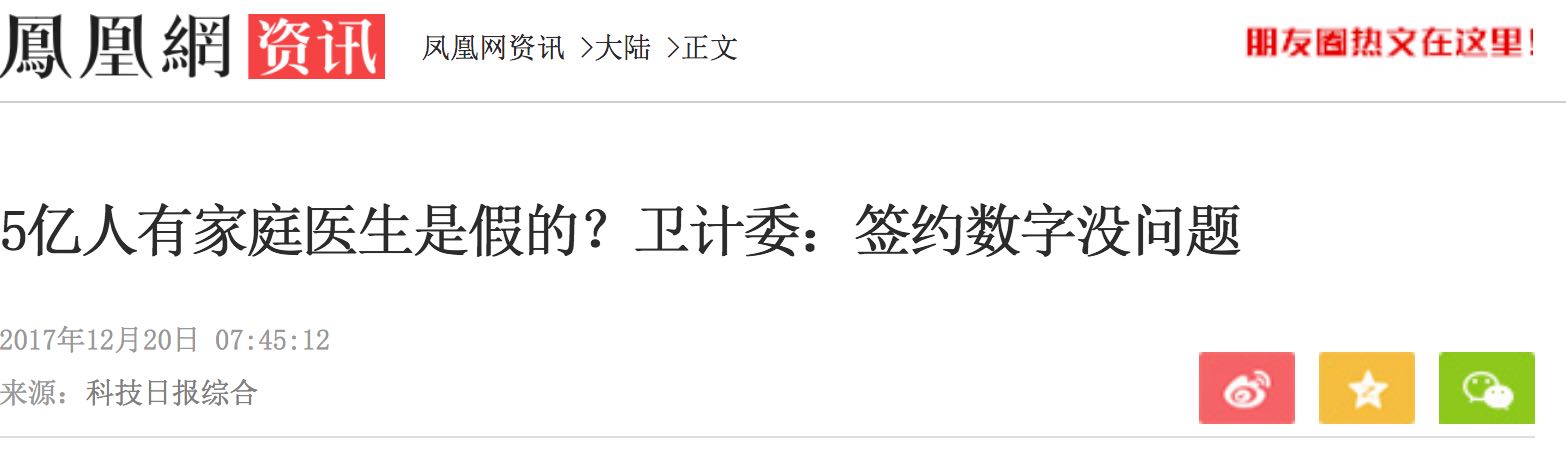 鳳凰網 资讯 凤凰网资讯 >大陆 >正文 朋友圈热文在这里!
5亿人有家庭医生是假的？卫计委：签约数字没问题
2017年12月20日 07:45:12
来源：科技日报综合